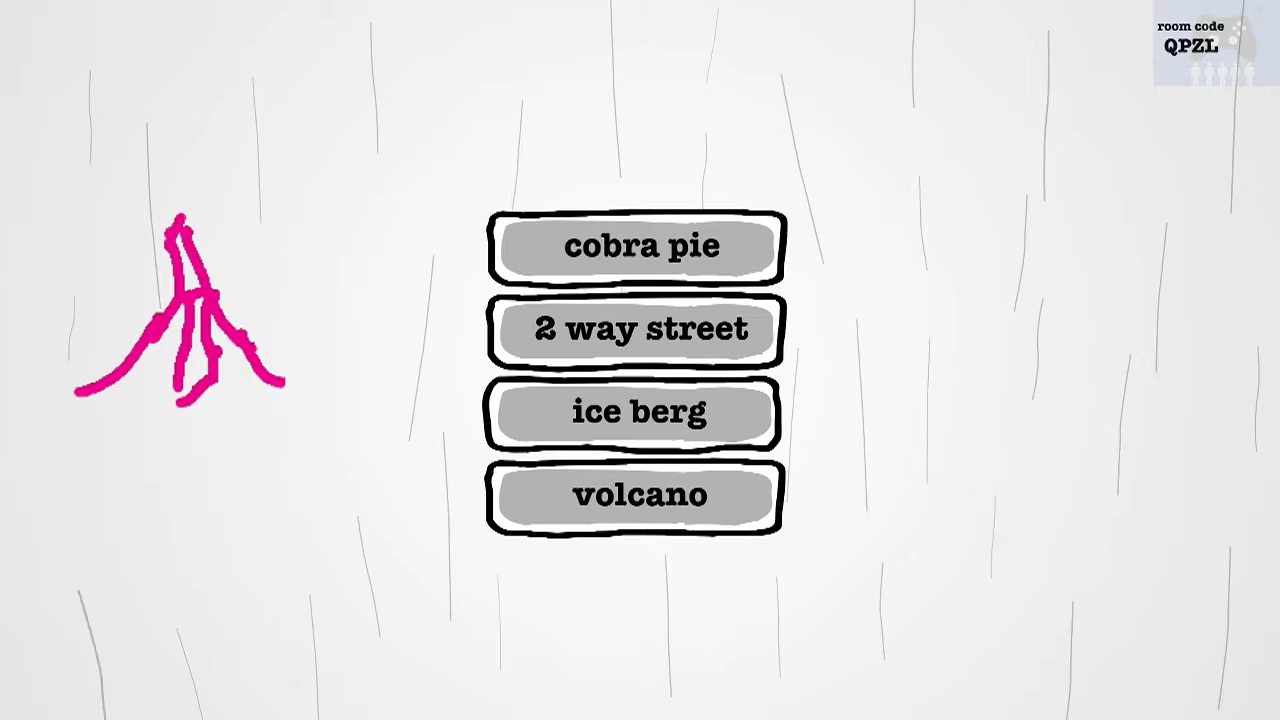 room code
QPZL
cobra pie
2 way street
ice berg
volcano